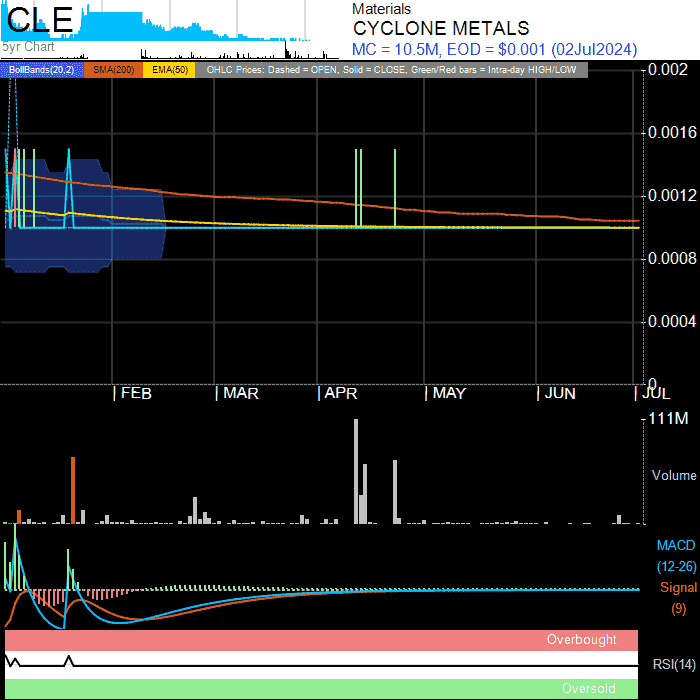 CLE
5yr Chart
Materials
CYCLONE METALS
MC = 10.5M, EOD = $0.001 (02Jul2024)
BollBands(20,2) SMA(200) EMA(50) OHLC Prices: Dashed = OPEN, Solid = CLOSE, Green/Red bars = Intra-day HIGH/LOW
0.002
0.0016
0.0012
0.0008
0.0004
0
FEB MAR APR MAY JUN JUL
111M
Volume
MACD
(12-26)
Signal
(9)
Overbought
RSI(14)
Oversold